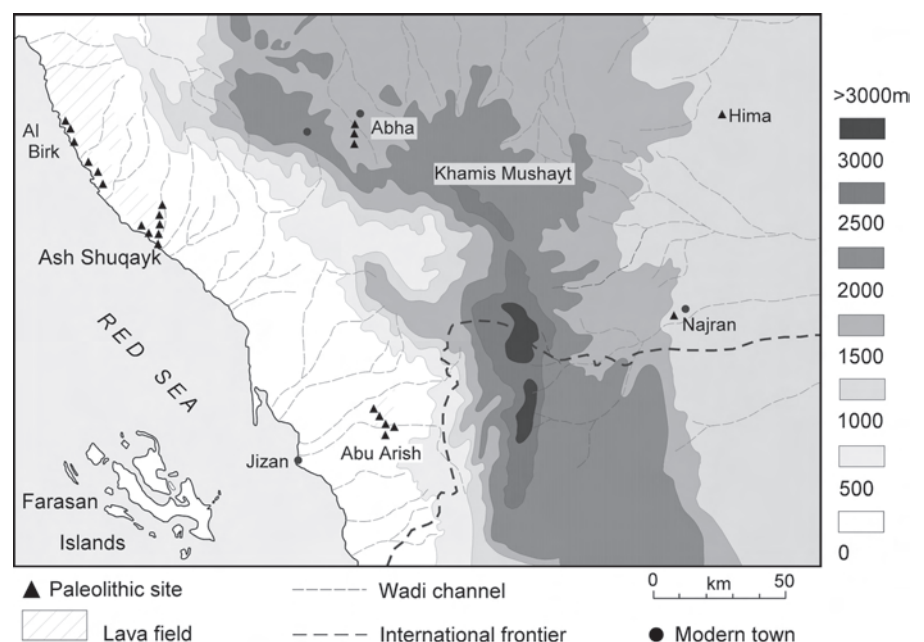 >3000m
Al
Birk
Abha
Hima
Khamis Mushayt
3000
2500
Ash Shuqayk
2000
RED SEA
Najran
1500
1000
Jizan
Abu Arish
Farasan
Islands
500
0
Paleolithic site
Wadi channel
0 km 50
Lava field
International frontier
Modern town